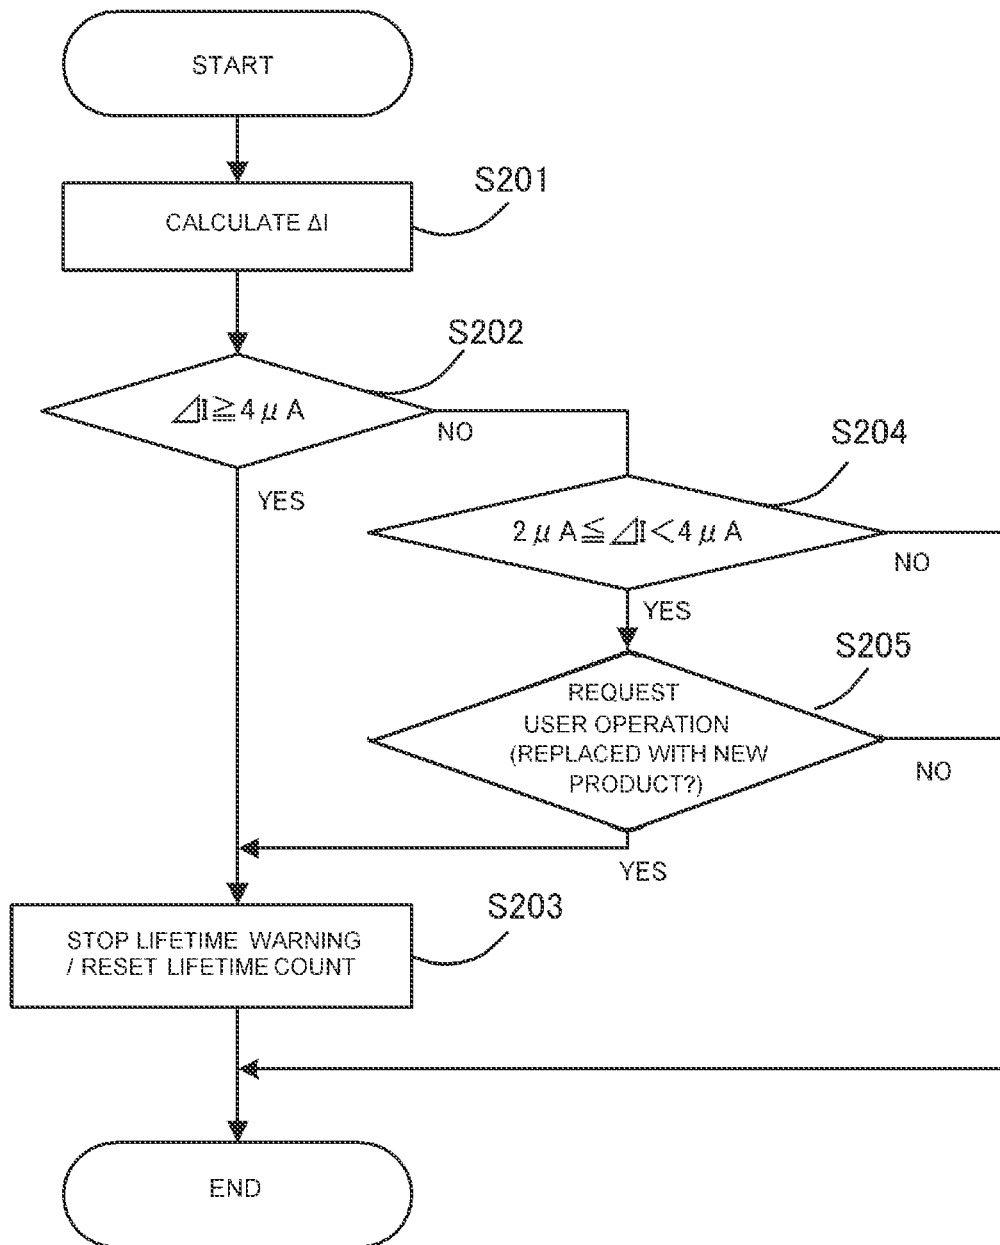 START
S201
CALCULATE ΔI
S202
⊿I≧4μA
NO
YES
S204
2μA≦⊿I<4μA
NO
YES
S205
REQUEST
USER OPERATION
(REPLACED WITH NEW
PRODUCT?)
NO
YES
S203
STOP LIFETIME WARNING
/ RESET LIFETIME COUNT
END